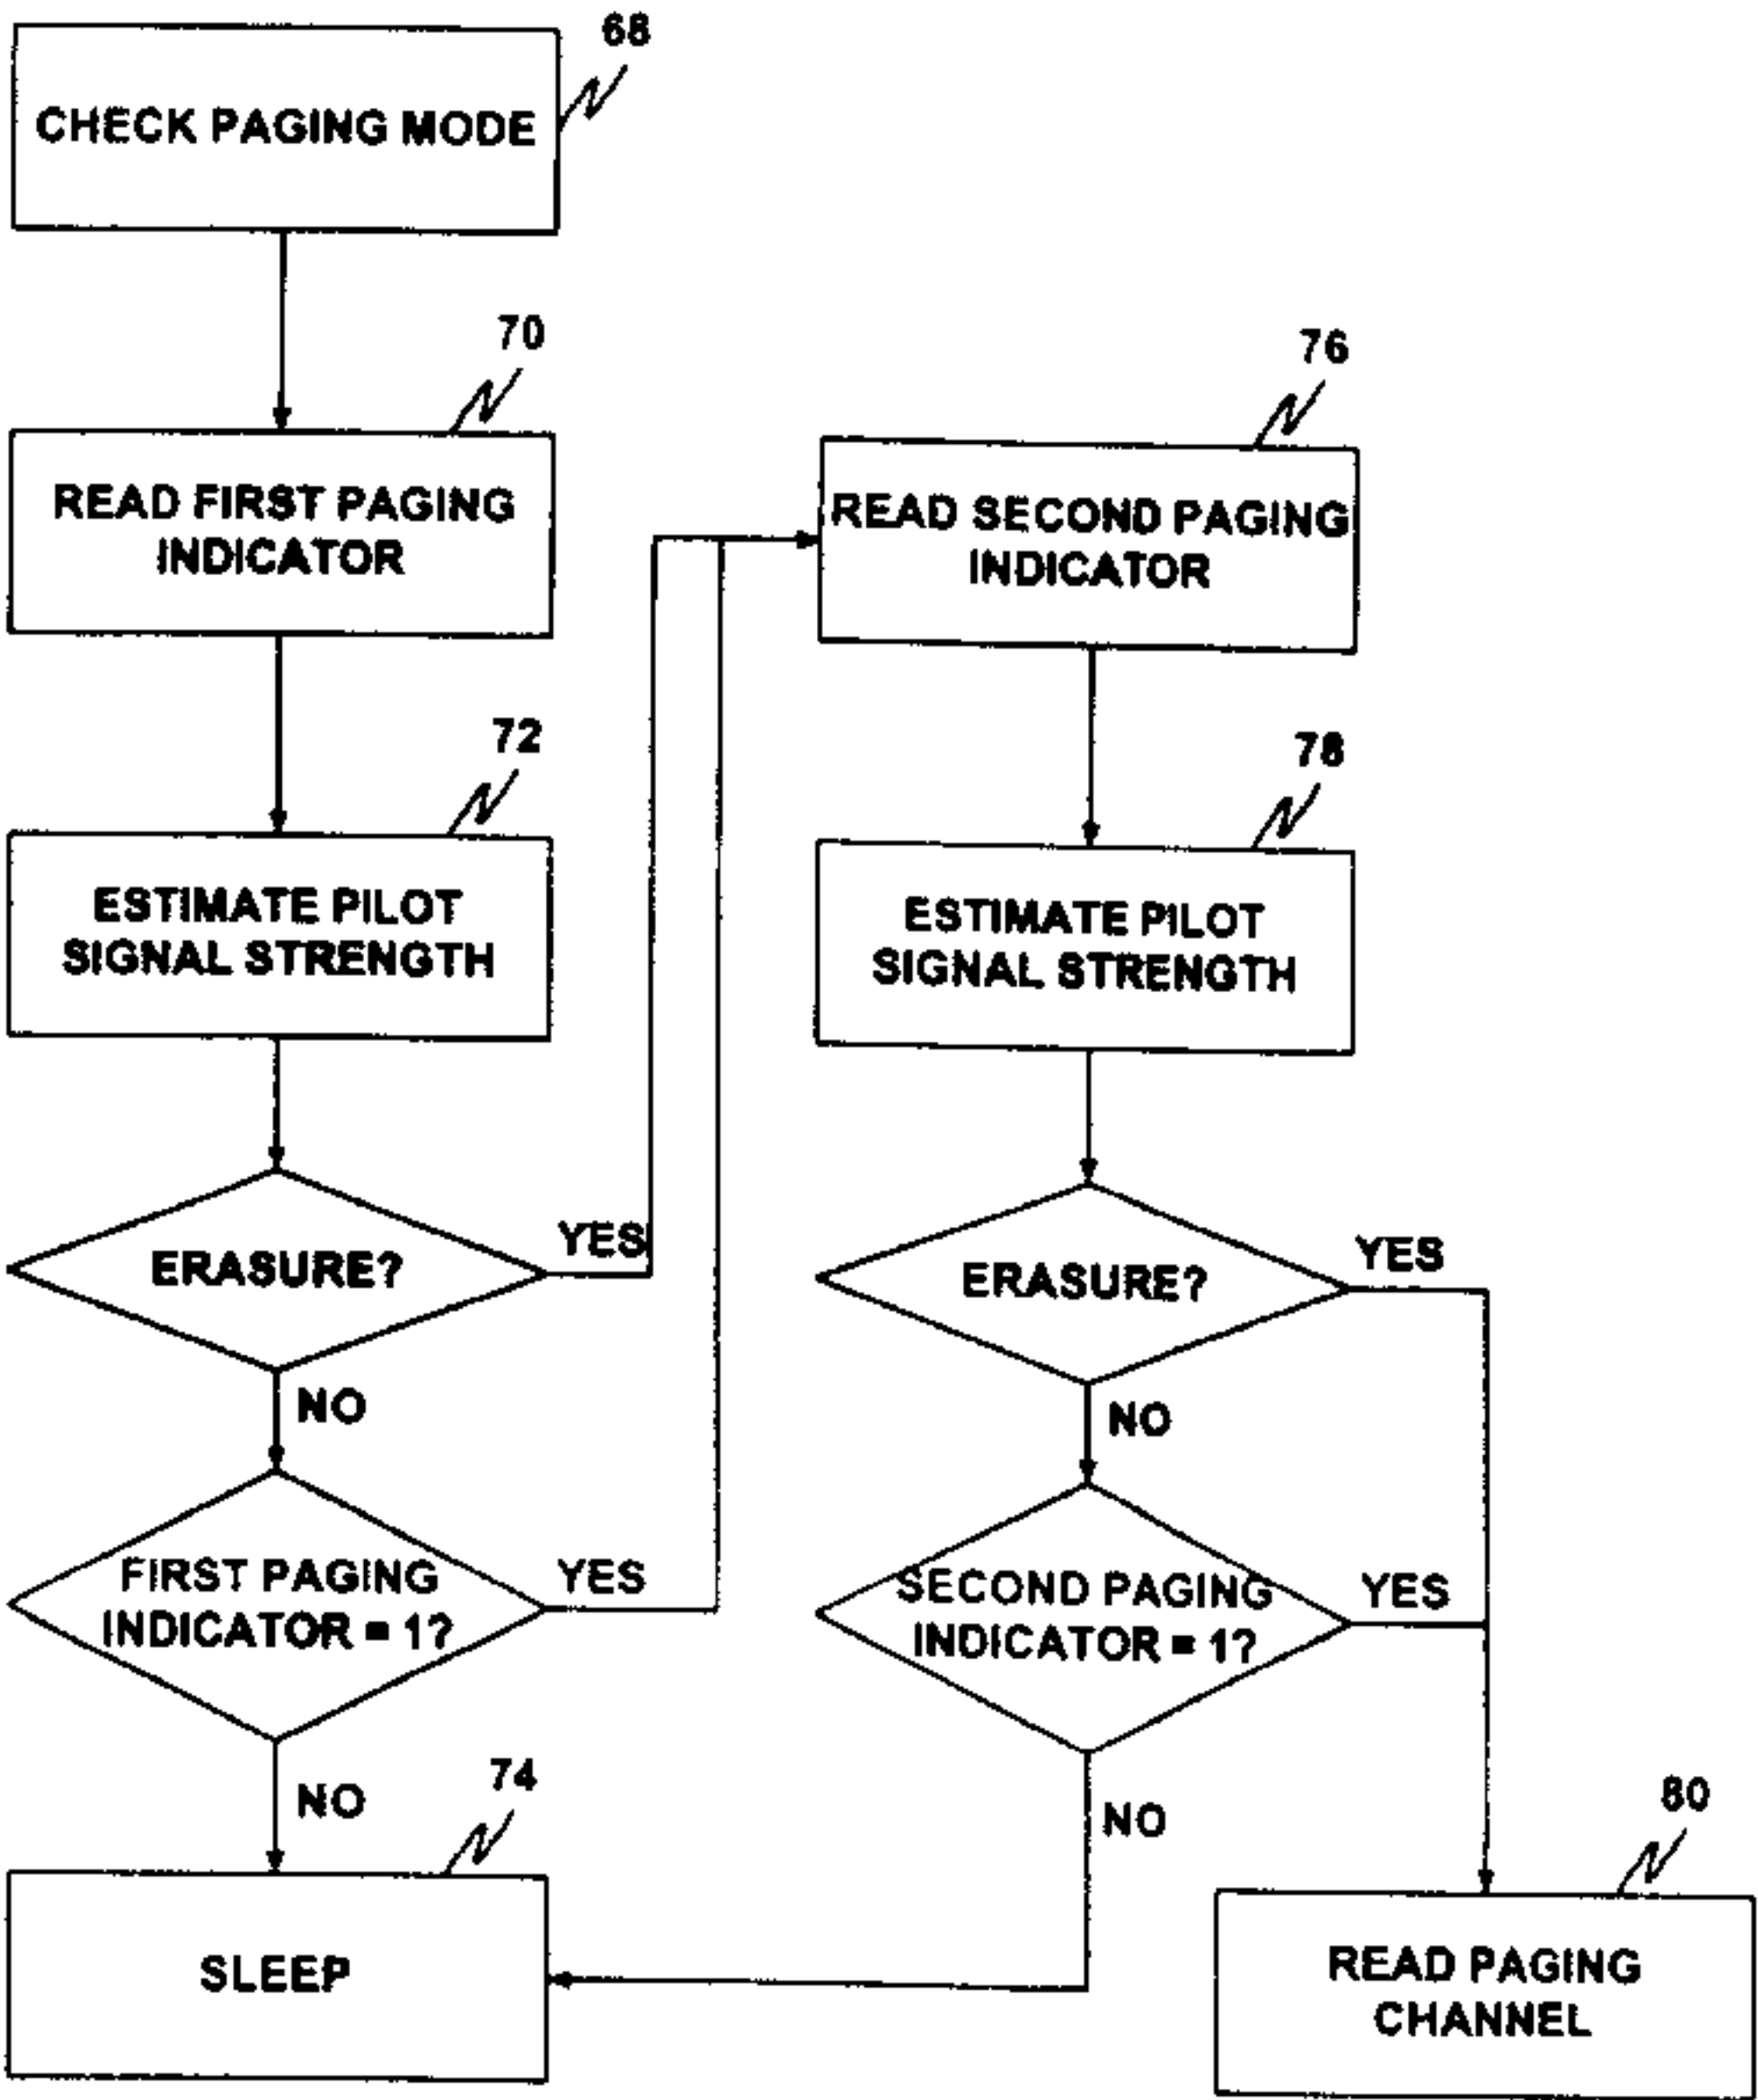 68
CHECK PAGING MODE
70
READ FIRST PAGING
INDICATOR
72
ESTIMATE PILOT
SIGNAL STRENGTH
ERASURE?
YES
NO
FIRST PAGING
INDICATOR = 1?
YES
NO
74
SLEEP
76
READ SECOND PAGING
INDICATOR
78
ESTIMATE PILOT
SIGNAL STRENGTH
ERASURE?
YES
NO
SECOND PAGING
INDICATOR = 1?
YES
NO
80
READ PAGING
CHANNEL